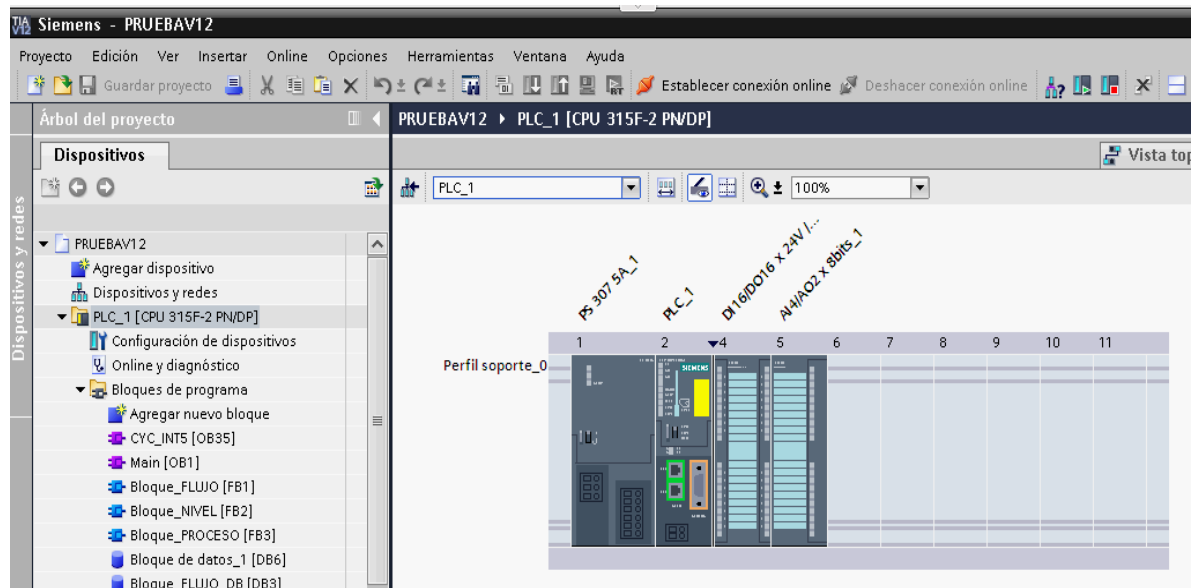 Siemens - PRUEBAV12
Proyecto Edición Ver Insertar Online Opciones Herramientas Ventana Ayuda
Guardar proyecto Establecer conexión online Deshacer conexión online
Árbol del proyecto
PRUEBAV12 PLC_1 [CPU 315F-2 PN/DP]
Dispositivos
Vista top
PLC_1 100%
Dispositivos y redes
PRUEBAV12
Agregar dispositivo
Dispositivos y redes
PLC_1 [CPU 315F-2 PN/DP]
Configuración de dispositivos
Online y diagnóstico
Bloques de programa
Agregar nuevo bloque
CYC_INT5 [OB35]
Main [OB1]
Bloque_FLUJO [FB1]
Bloque_NIVEL [FB2]
Bloque_PROCESO [FB3]
Bloque de datos_1 [DB6]
Bloque_FLUJO_DB [DB3]
PS 307 5A_1
PLC_1
DI16/DO16 x 24V /...
AI4/AO2 x 8bits_1
1 2 4 5 6 7 8 9 10 11
Perfil soporte_0
SIEMENS